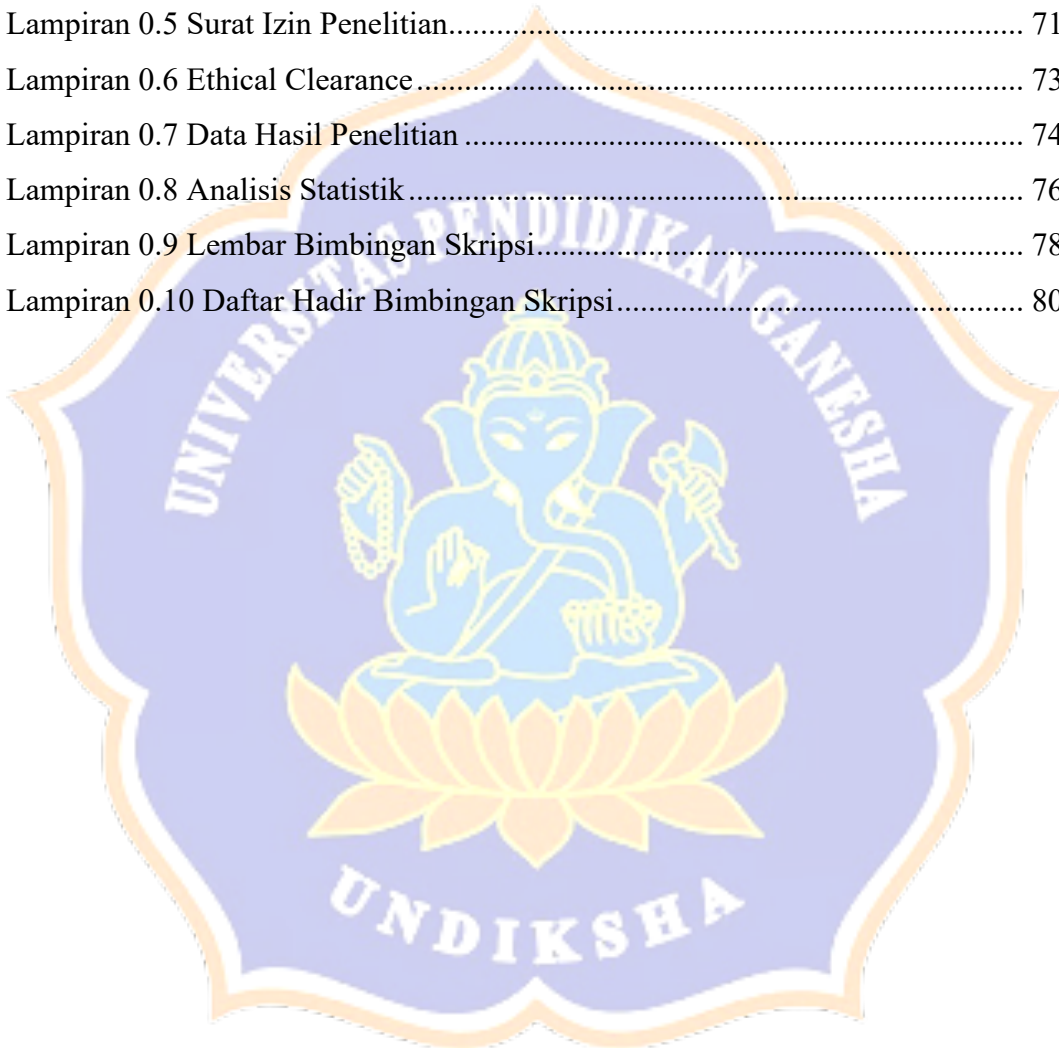 Lampiran 0.5 Surat Izin Penelitian.......................................................................... 71
Lampiran 0.6 Ethical Clearance.............................................................................. 73
Lampiran 0.7 Data Hasil Penelitian ........................................................................ 74
Lampiran 0.8 Analisis Statistik ............................................................................... 76
Lampiran 0.9 Lembar Bimbingan Skripsi............................................................... 78
Lampiran 0.10 Daftar Hadir Bimbingan Skripsi..................................................... 80
UNIVERSITAS PENDIDIKAN GANESHA
UNDIKSHA